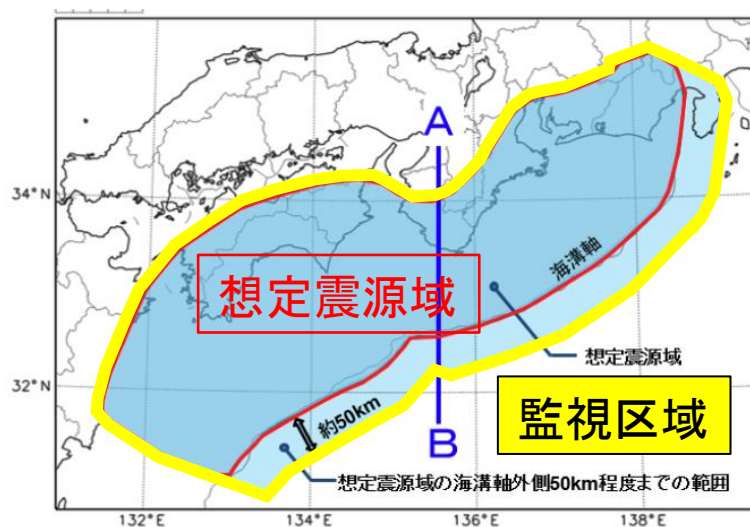 A
34°N
海溝軸
想定震源域
想定震源域
32°N
監視区域
約50km
B
想定震源域の海溝軸外側50km程度までの範囲
132°E
134°E
136°E
138°E